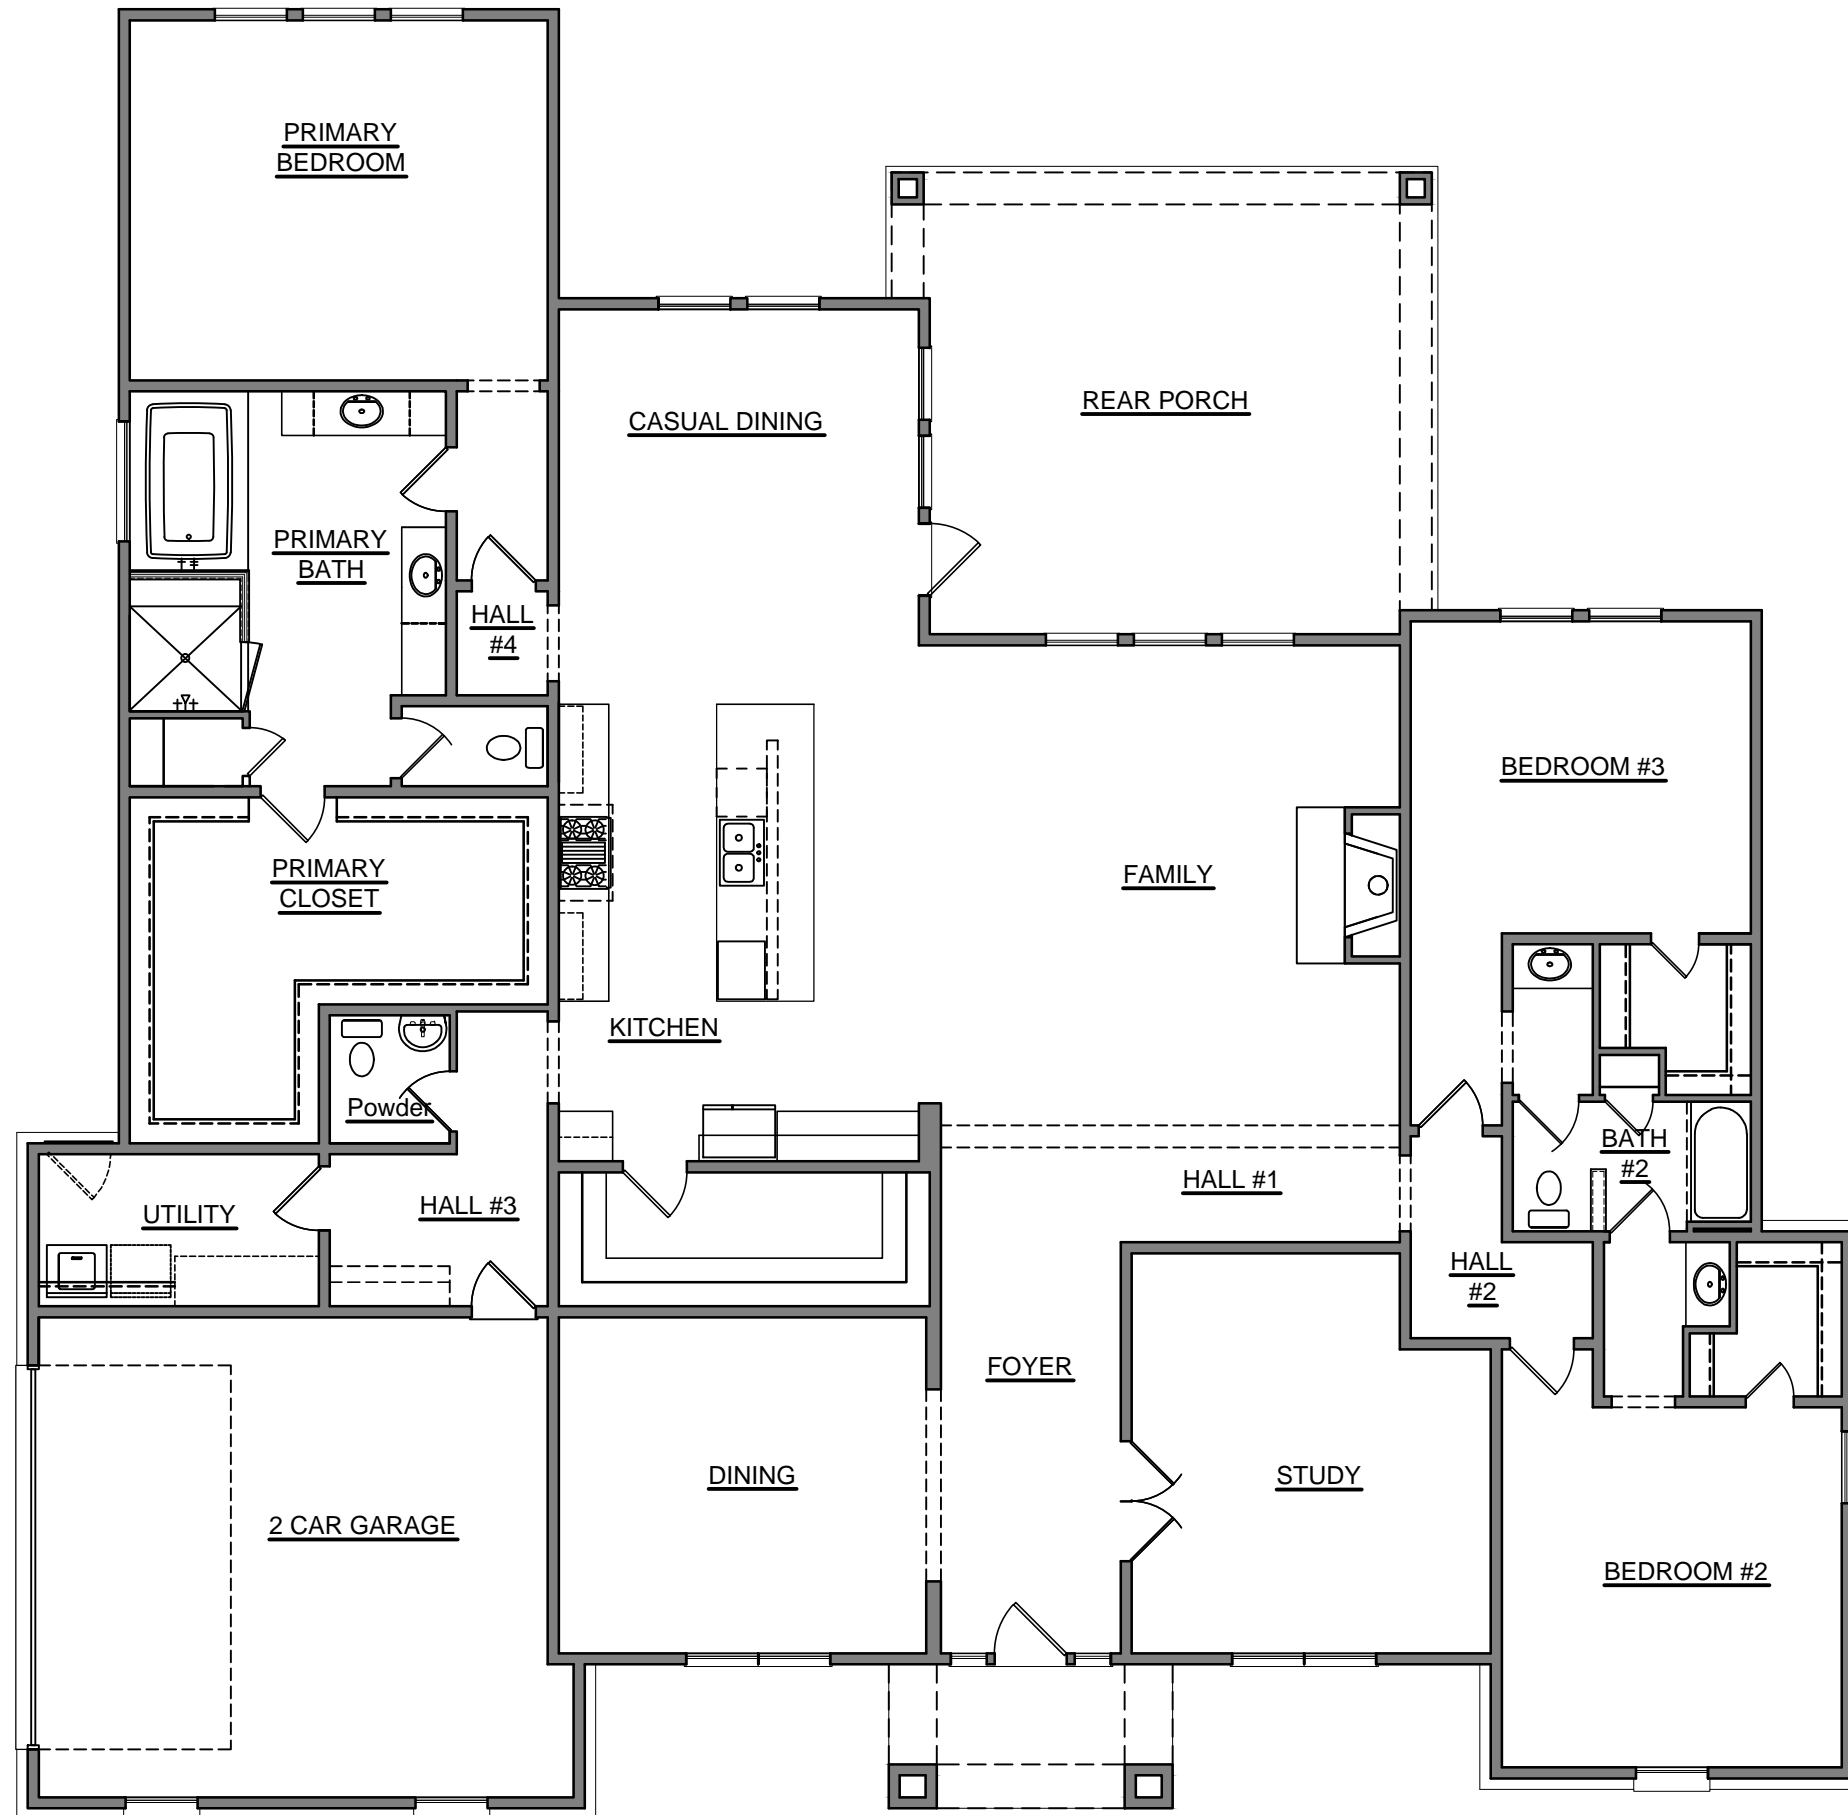 PRIMARY
BEDROOM
CASUAL DINING
REAR PORCH
PRIMARY
BATH
HALL
#4
BEDROOM #3
PRIMARY
CLOSET
FAMILY
KITCHEN
Powder
BATH
#2
HALL #1
HALL #3
UTILITY
HALL
#2
FOYER
DINING
STUDY
2 CAR GARAGE
BEDROOM #2